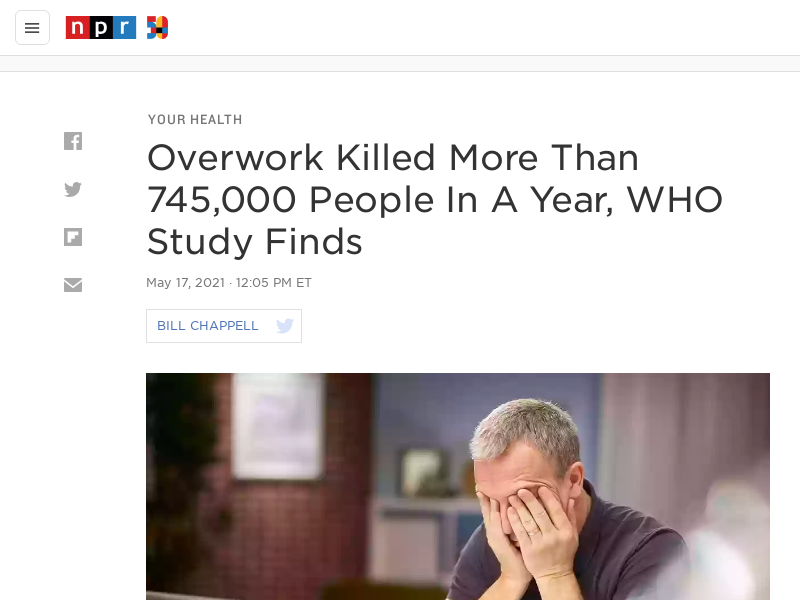 npr
YOUR HEALTH
Overwork Killed More Than
745,000 People In A Year, WHO
Study Finds
May 17, 2021 · 12:05 PM ET
BILL CHAPPELL